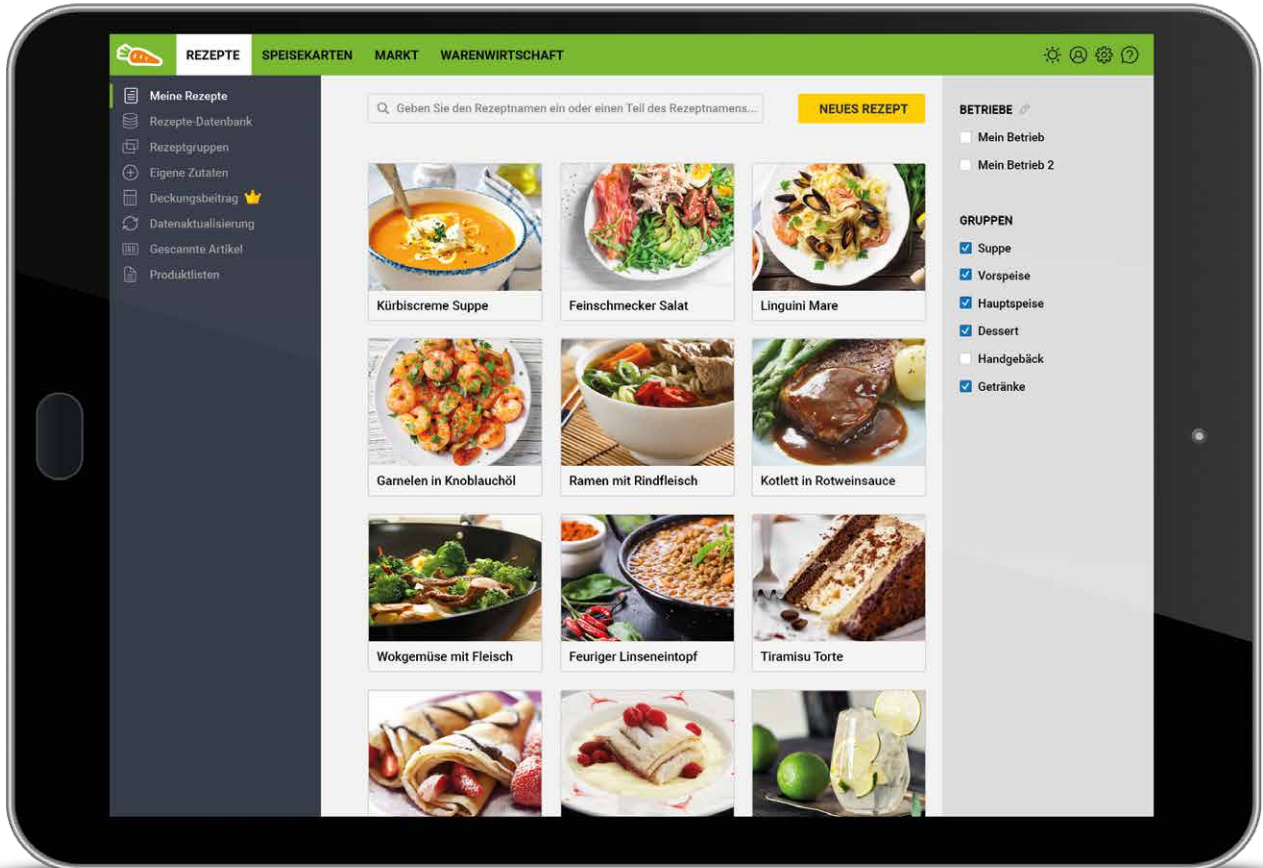 REZEPTE SPEISEKARTEN MARKT WARENWIRTSCHAFT
Meine Rezepte
Rezepte-Datenbank
Rezeptgruppen
Eigene Zutaten
Deckungsbeitrag
Datenaktualisierung
Gescannte Artikel
Produktlisten
Geben Sie den Rezeptnamen ein oder einen Teil des Rezeptnamens...
NEUES REZEPT
Kürbiscreme Suppe
Feinschmecker Salat
Linguini Mare
Garnelen in Knoblauchöl
Ramen mit Rindfleisch
Kotlett in Rotweinsauce
Wokgemüse mit Fleisch
Feuriger Linseneintopf
Tiramisu Torte
BETRIEBE
Mein Betrieb
Mein Betrieb 2
GRUPPEN
Suppe
Vorspeise
Hauptspeise
Dessert
Handgebäck
Getränke